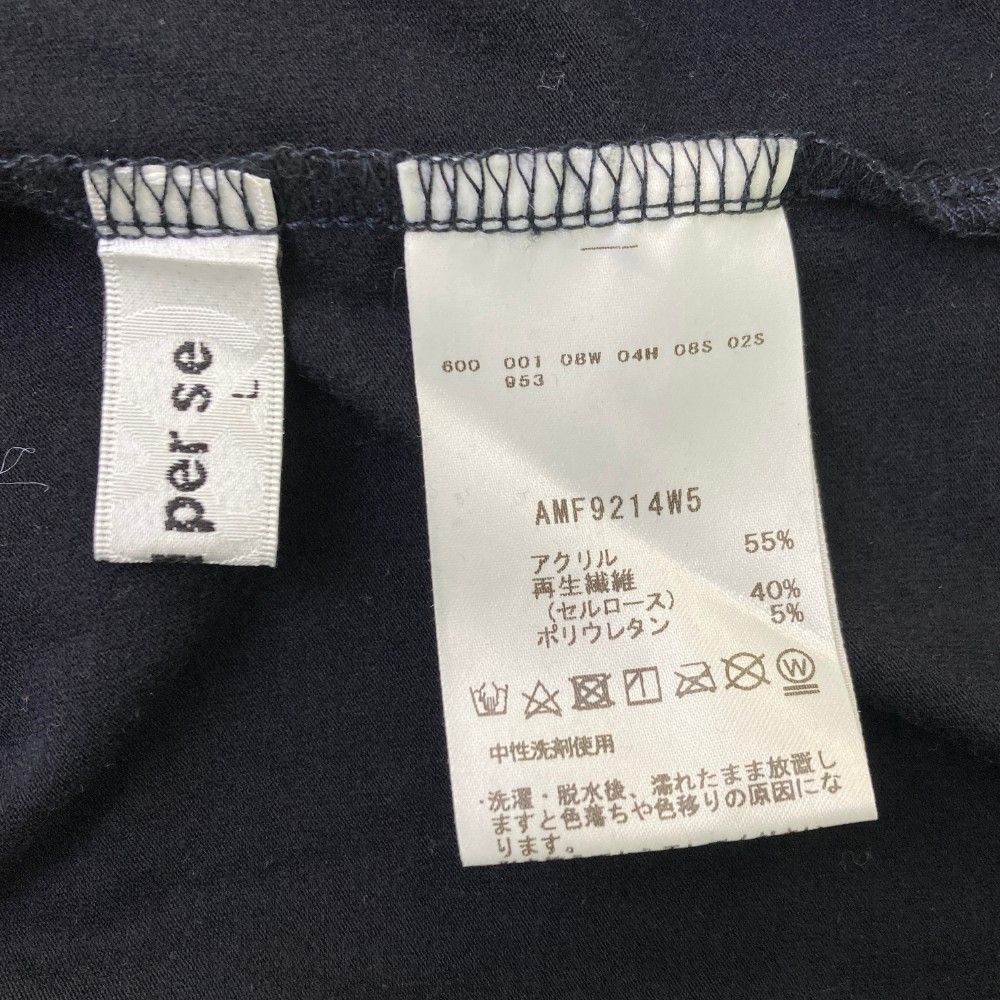 per se
L
600 001 08W 04H 08S 02S
953
AMF9214W5
アクリル 55%
再生繊維
(セルロース) 40%
ポリウレタン 5%
中性洗剤使用
・洗濯・脱水後、濡れたまま放置し
ますと色落ちや色移りの原因にな
ります。